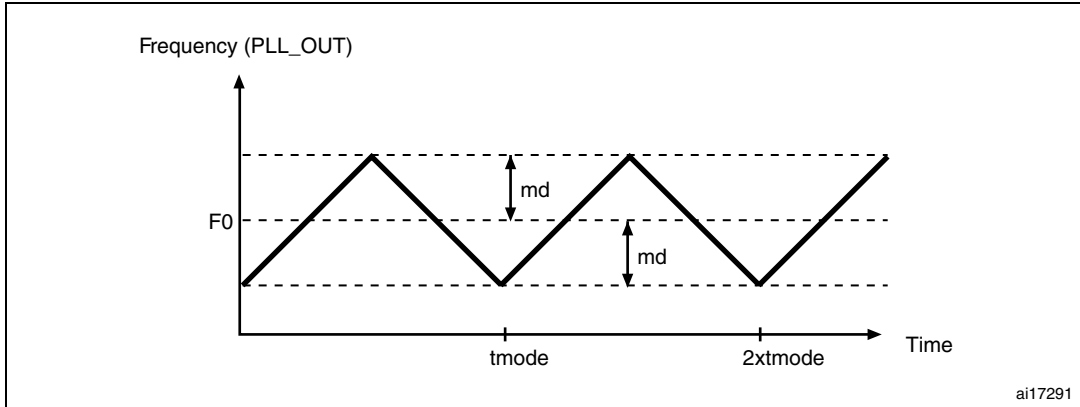 Frequency (PLL_OUT)
md
F0
md
tmode
2xtmode
Time
ai17291